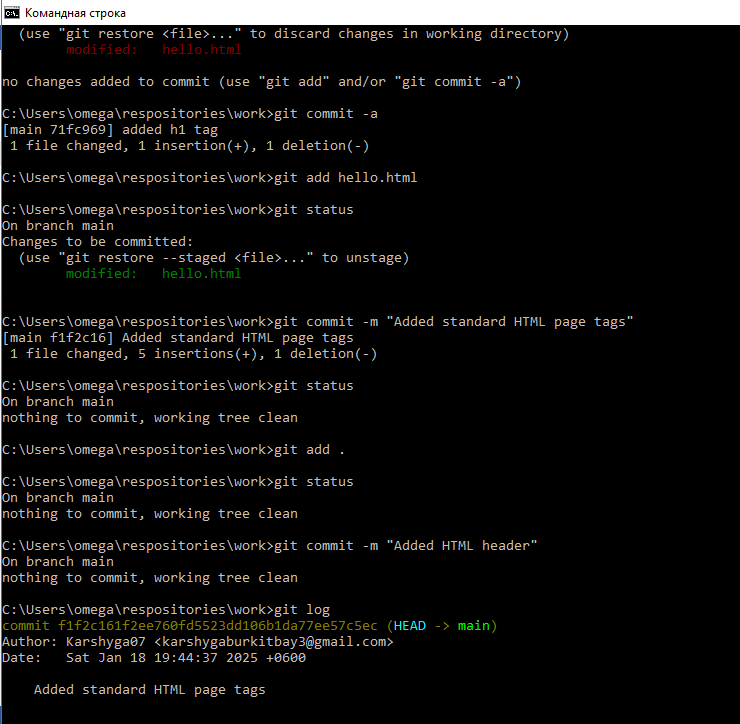 Командная строка
(use "git restore <file>..." to discard changes in working directory)
modified:   hello.html
no changes added to commit (use "git add" and/or "git commit -a")
C:\Users\omega\respositories\work>git commit -a
[main 71fc969] added h1 tag
1 file changed, 1 insertion(+), 1 deletion(-)
C:\Users\omega\respositories\work>git add hello.html
C:\Users\omega\respositories\work>git status
On branch main
Changes to be committed:
(use "git restore --staged <file>..." to unstage)
modified:   hello.html
C:\Users\omega\respositories\work>git commit -m "Added standard HTML page tags"
[main f1f2c16] Added standard HTML page tags
1 file changed, 5 insertions(+), 1 deletion(-)
C:\Users\omega\respositories\work>git status
On branch main
nothing to commit, working tree clean
C:\Users\omega\respositories\work>git add .
C:\Users\omega\respositories\work>git status
On branch main
nothing to commit, working tree clean
C:\Users\omega\respositories\work>git commit -m "Added HTML header"
On branch main
nothing to commit, working tree clean
C:\Users\omega\respositories\work>git log
commit f1f2c161f2ee760fd5523dd106b1da77ee57c5ec (HEAD -> main)
Author: Karshyga07 <karshygaburkitbay3@gmail.com>
Date:   Sat Jan 18 19:44:37 2025 +0600
Added standard HTML page tags